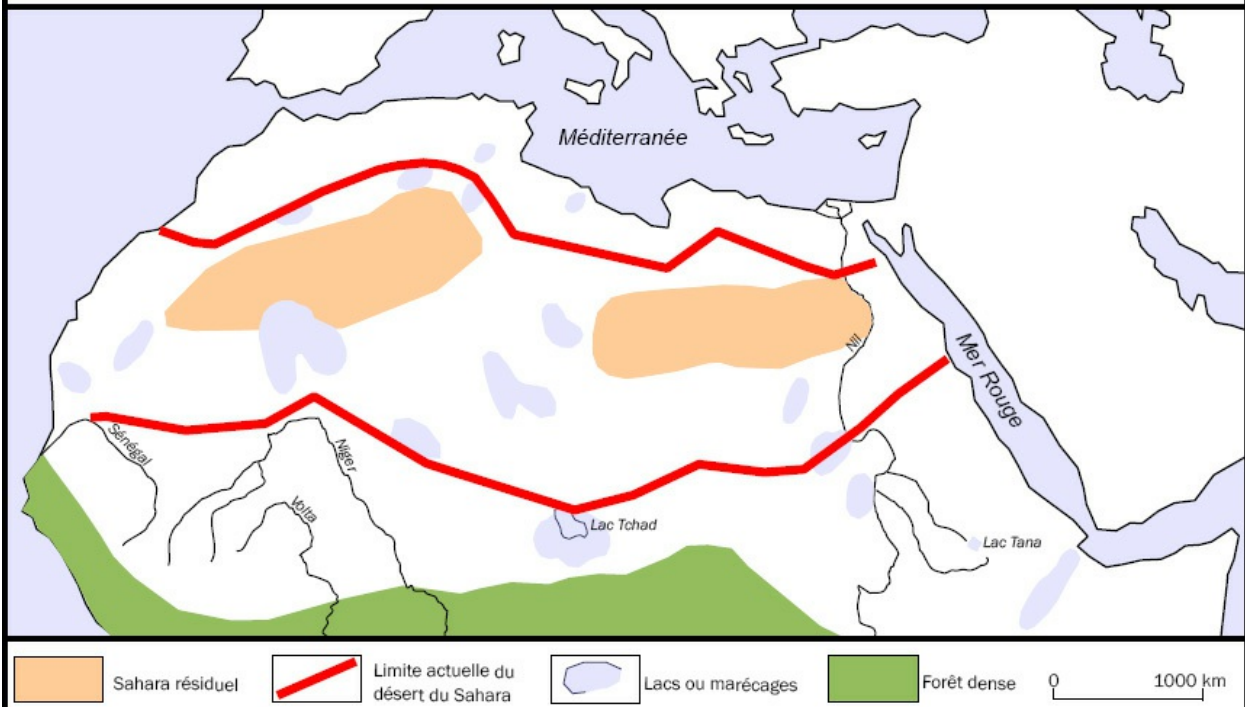 Méditerranée
Nil
Mer Rouge
Sénégal
Niger
Volta
Lac Tchad
Lac Tana
Sahara résiduel
Limite actuelle du
désert du Sahara
Lacs ou marécages
Forêt dense
0 1000 km